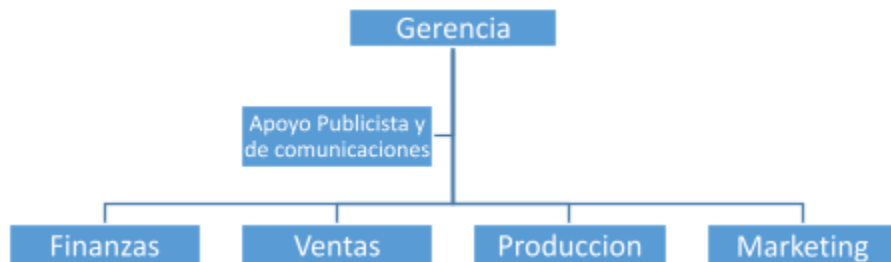 Gerencia
Apoyo Publicista y
de comunicaciones
Finanzas
Ventas
Produccion
Marketing